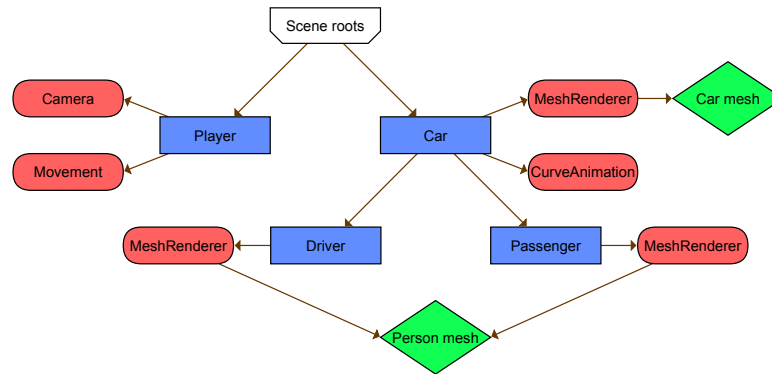 Scene roots
Camera
MeshRenderer
Car mesh
Player
Car
Movement
CurveAnimation
MeshRenderer
Driver
Passenger
MeshRenderer
Person mesh